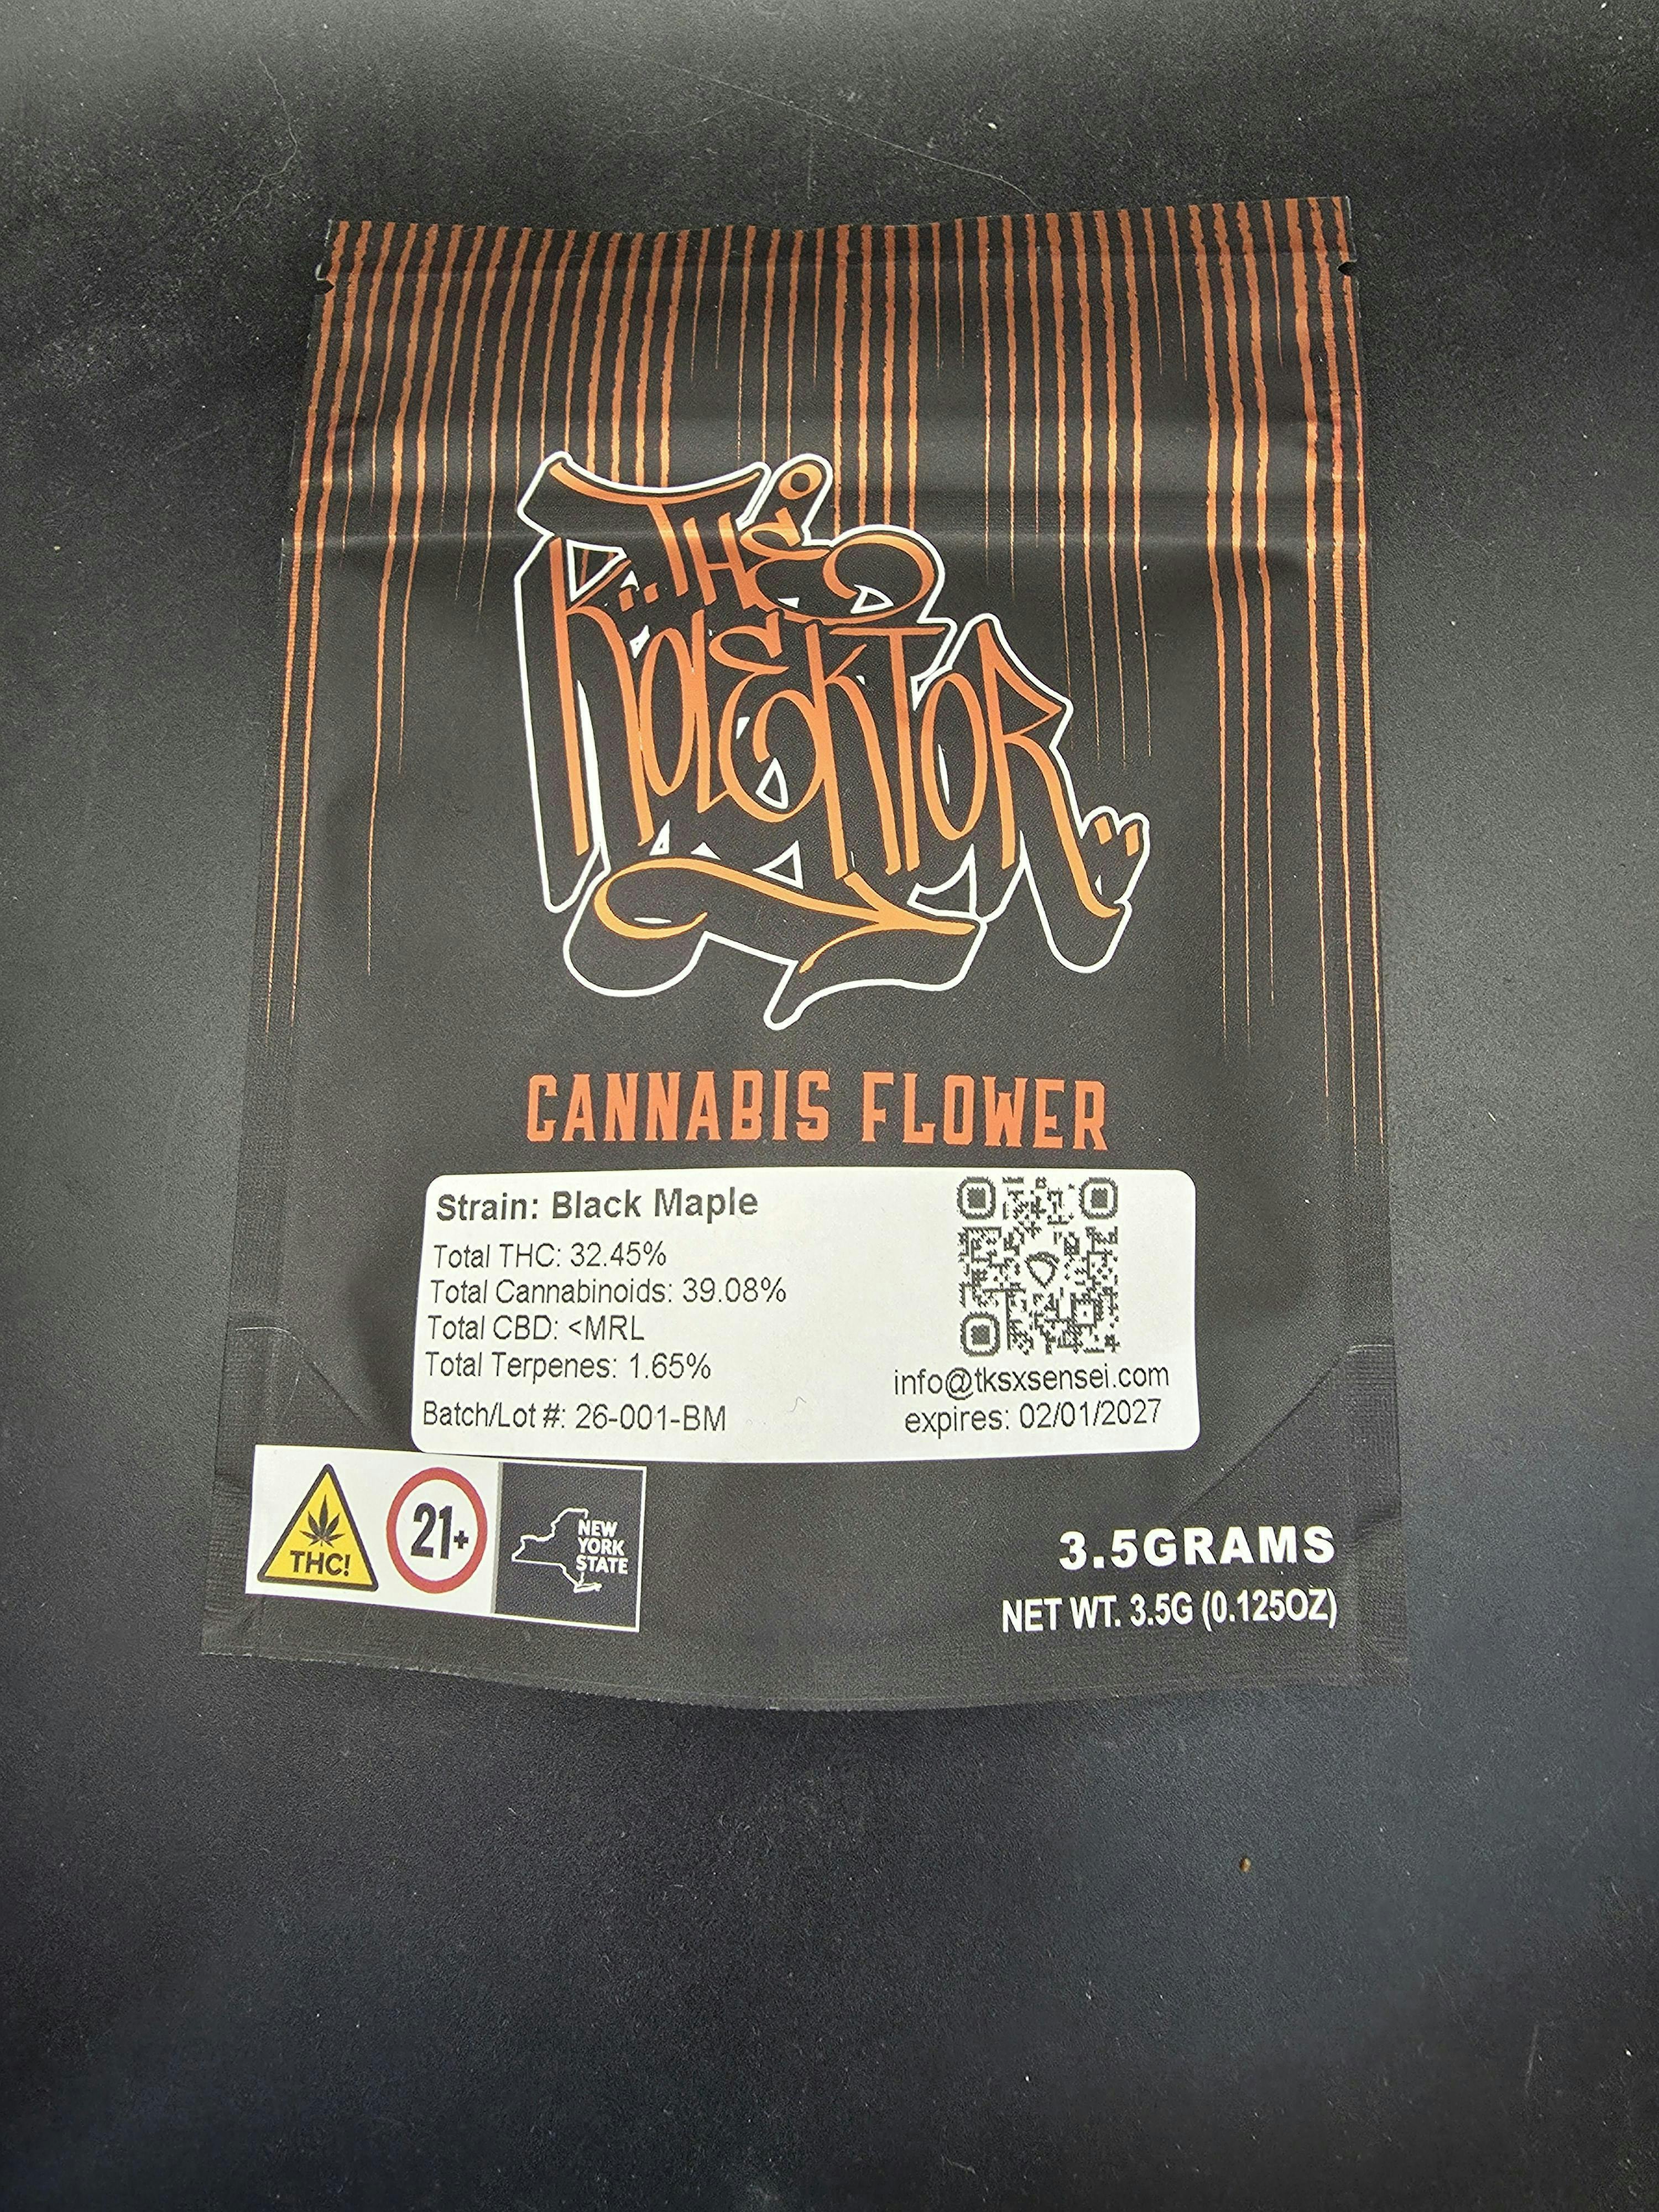 THE
KOLEKTOR
CANNABIS FLOWER
Strain: Black Maple
Total THC: 32.45%
Total Cannabinoids: 39.08%
Total CBD: <MRL
Total Terpenes: 1.65%
Batch/Lot #: 26-001-BM
info@tksxsensei.com
expires: 02/01/2027
THC!
21+
NEW
YORK
STATE
3.5GRAMS
NET WT. 3.5G (0.125OZ)